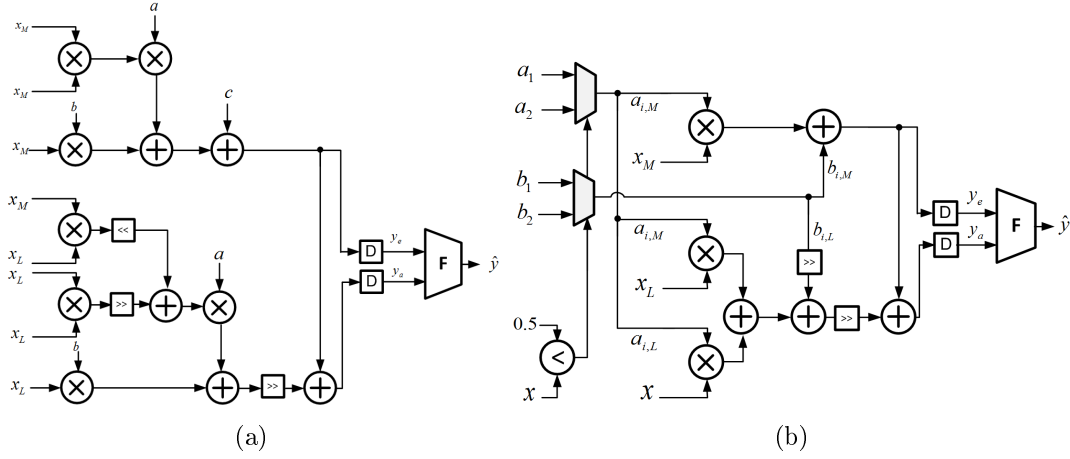 a
x_M
x_M
b
c
x_M
x_M
<<
x_L
x_L
a
>>
x_L
b
x_L
>>
D
y_e
D
y_a
F
ŷ
(a)
a_1
a_2
a_{i,M}
x_M
b_1
b_2
b_{i,M}
a_{i,M}
b_{i,L}
x_L
>>
>>
0.5
<
x
a_{i,L}
x
D
y_e
D
y_a
F
ŷ
(b)